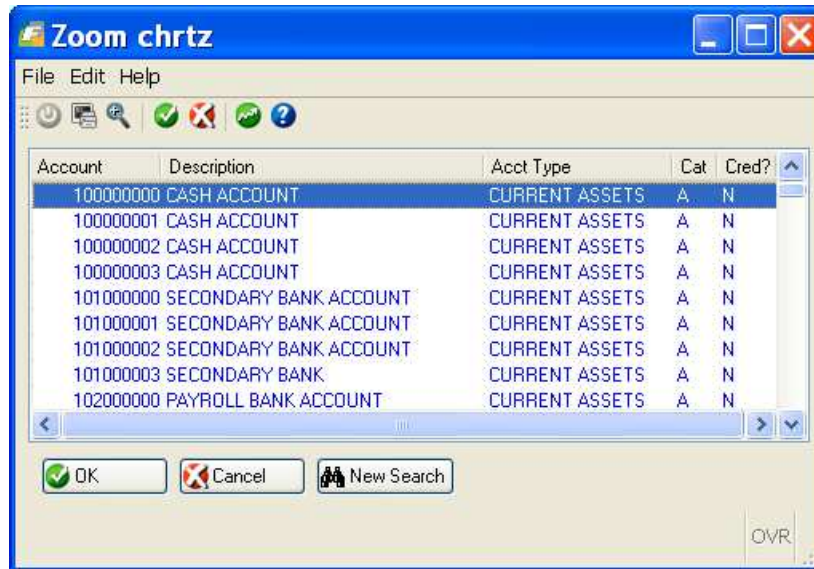 Zoom chrtz
File Edit Help
Account Description Acct Type Cat Cred?
100000000 CASH ACCOUNT CURRENT ASSETS A N
100000001 CASH ACCOUNT CURRENT ASSETS A N
100000002 CASH ACCOUNT CURRENT ASSETS A N
100000003 CASH ACCOUNT CURRENT ASSETS A N
101000000 SECONDARY BANK ACCOUNT CURRENT ASSETS A N
101000001 SECONDARY BANK ACCOUNT CURRENT ASSETS A N
101000002 SECONDARY BANK ACCOUNT CURRENT ASSETS A N
101000003 SECONDARY BANK CURRENT ASSETS A N
102000000 PAYROLL BANK ACCOUNT CURRENT ASSETS A N
OK Cancel New Search
OVR